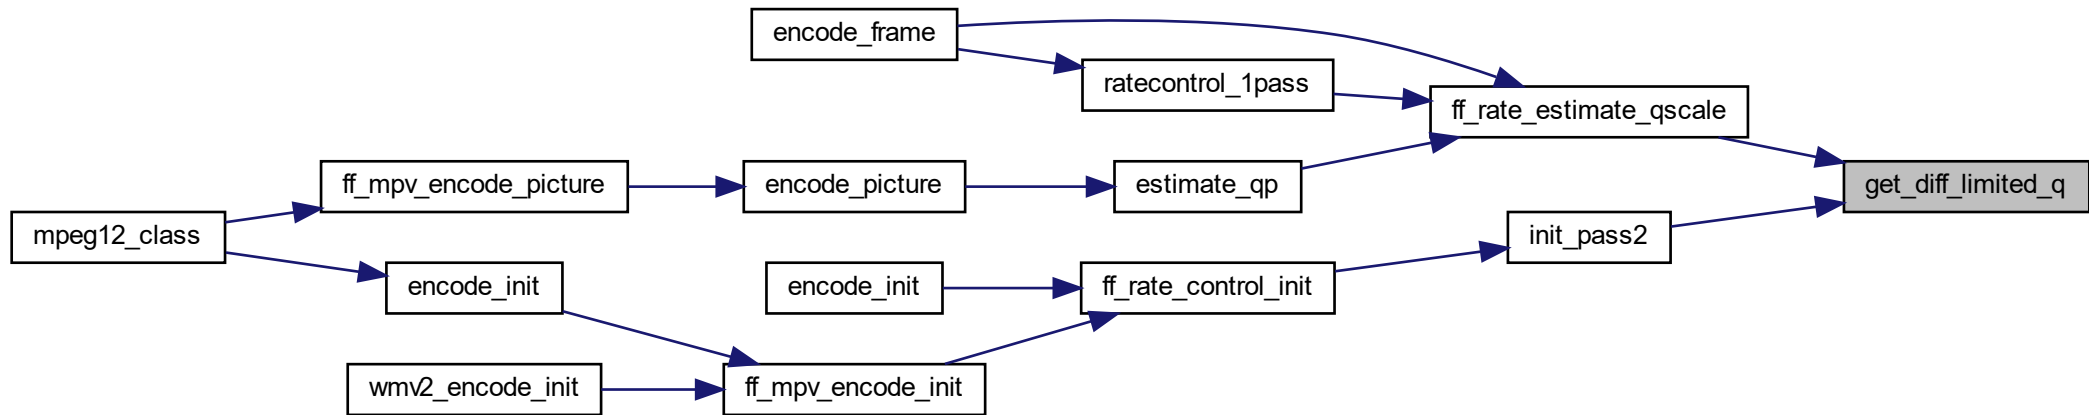 encode_frame
ratecontrol_1pass
ff_rate_estimate_qscale
ff_mpv_encode_picture
encode_picture
estimate_qp
get_diff_limited_q
mpeg12_class
init_pass2
encode_init
encode_init
ff_rate_control_init
wmv2_encode_init
ff_mpv_encode_init